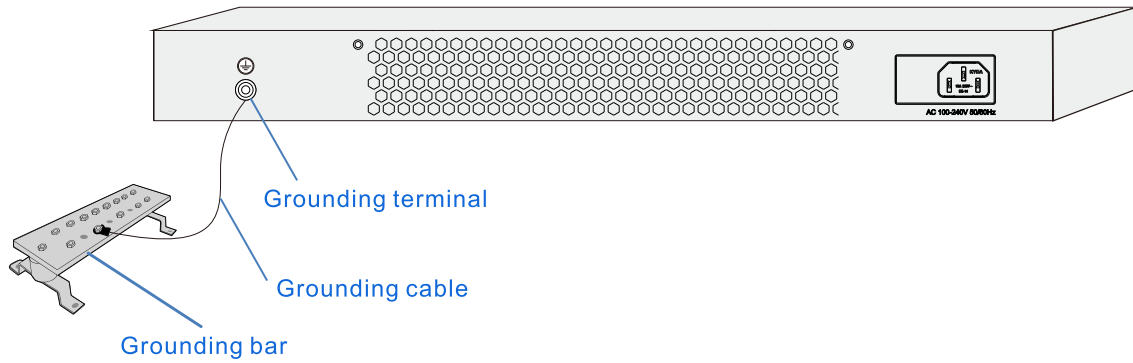 AC 100-240V 50/60Hz
Grounding terminal
Grounding cable
Grounding bar